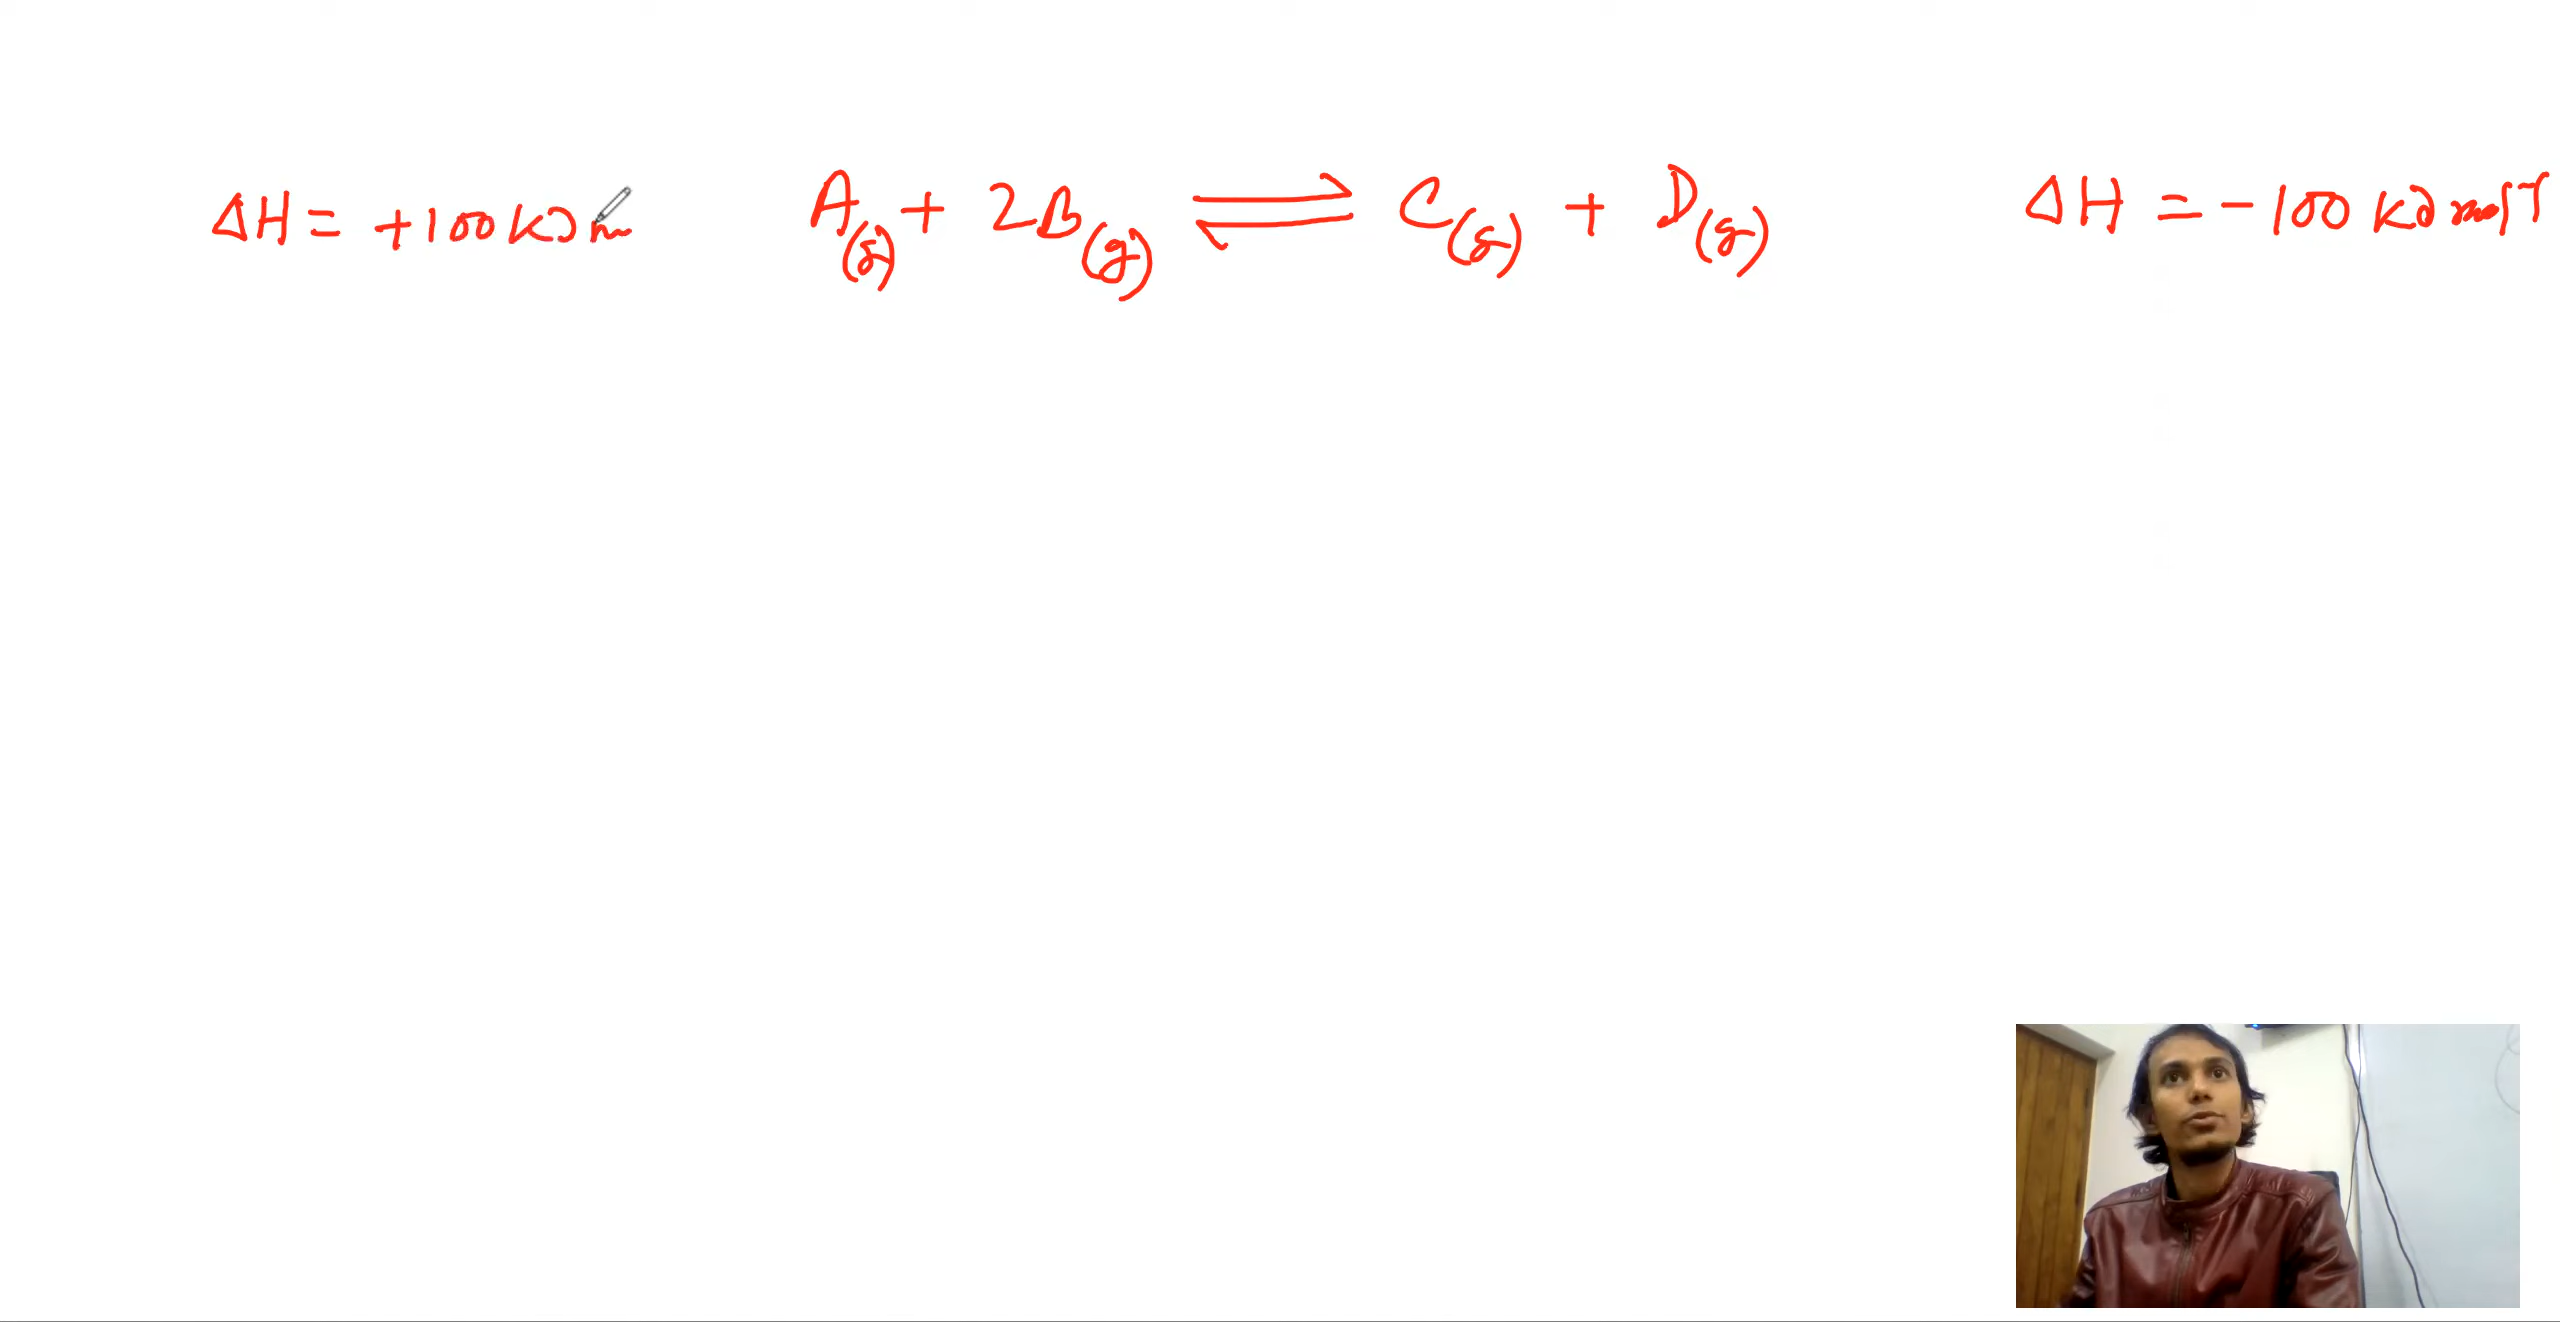 ΔH = +100 kJ m A(g) + 2B(g) ⇌ C(g) + D(g) ΔH = -100 kJ mol⁻¹